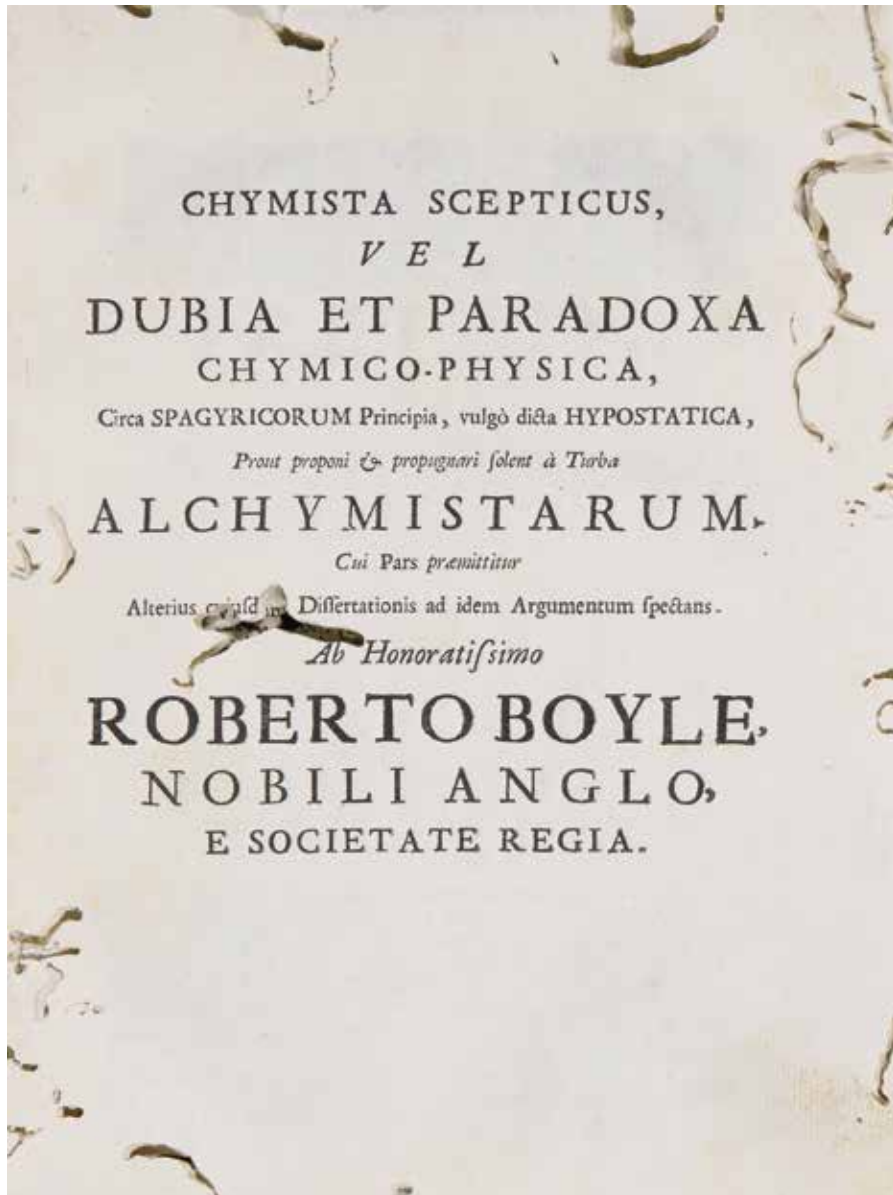 CHYMISTA SCEPTICUS,
VEL
DUBIA ET PARADOXA
CHYMICO-PHYSICA,
Circa SPAGYRICORUM Principia, vulgò dicta HYPOSTATICA,
Prout proponi & propugnari ſolent à Turba
ALCHYMISTARUM.
Cui Pars præmittitur
Alterius Diſſertationis ad idem Argumentum ſpectans.
Ab Honoratiſsimo
ROBERTO BOYLE,
NOBILI ANGLO,
E SOCIETATE REGIA.